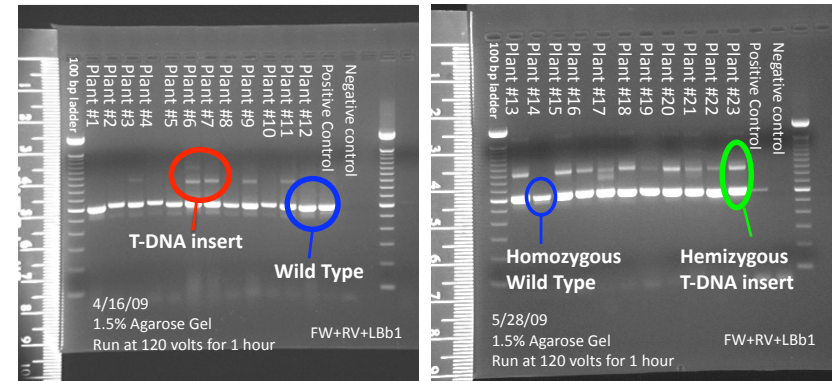 100 bp ladder
Plant #1
Plant #2
Plant #3
Plant #4
Plant #5
Plant #6
Plant #7
Plant #8
Plant #9
Plant #10
Plant #11
Plant #12
Positive Control
Negative control
T-DNA insert
Wild Type
4/16/09
1.5% Agarose Gel
Run at 120 volts for 1 hour
FW+RV+LBb1
100 bp ladder
Plant #13
Plant #14
Plant #15
Plant #16
Plant #17
Plant #18
Plant #19
Plant #20
Plant #21
Plant #22
Plant #23
Positive Control
Negative control
Homozygous
Wild Type
Hemizygous
T-DNA insert
5/28/09
1.5% Agarose Gel
Run at 120 volts for 1 hour
FW+RV+LBb1